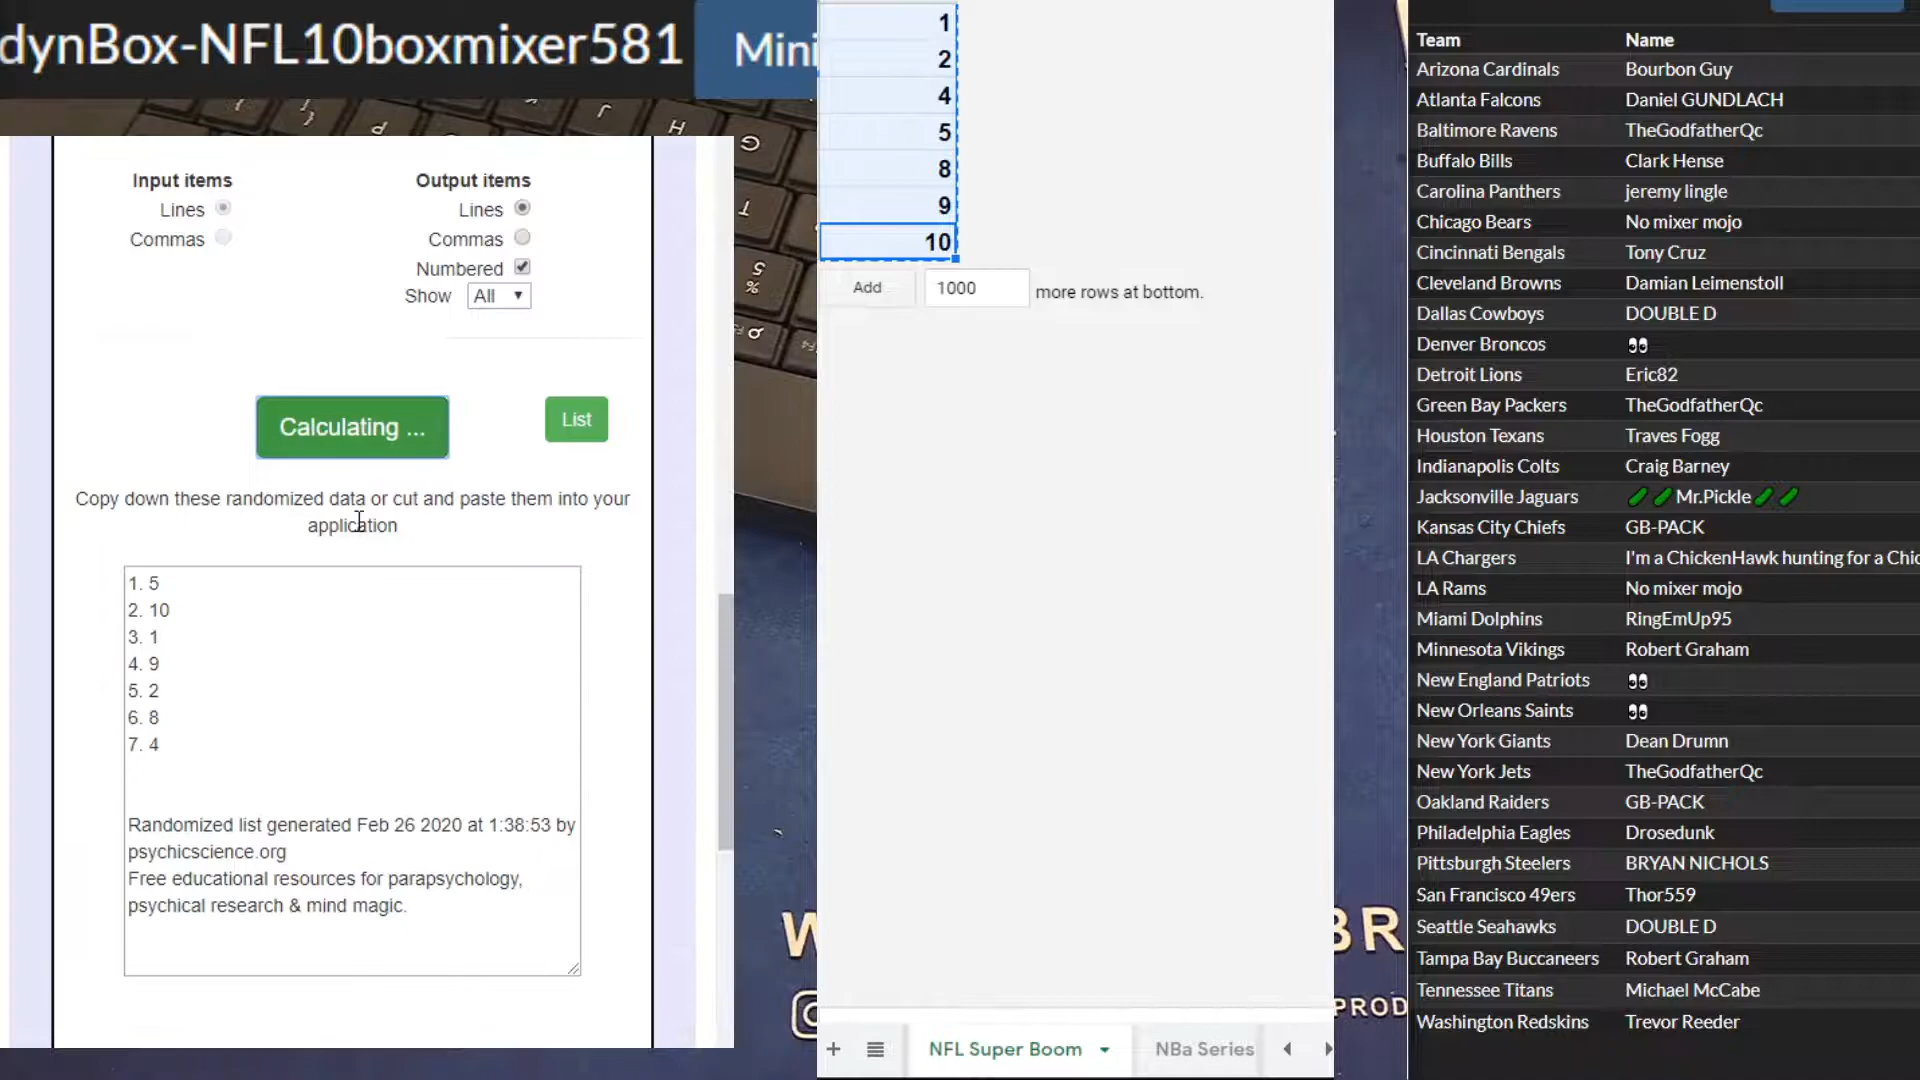 dynBox-NFL10boxmixer581
Mini
Input items
Output items
Lines
Lines
Commas
Commas
Numbered
Show All
Calculating ...
List
Copy down these randomized data or cut and paste them into your
application
1. 5
2. 10
3. 1
4. 9
5. 2
6. 8
7. 4
Randomized list generated Feb 26 2020 at 1:38:53 by
psychicscience.org
Free educational resources for parapsychology,
psychical research & mind magic.
1
2
4
5
8
9
10
Add 1000 more rows at bottom.
W
BR
PROD
NFL Super Boom
NBa Series
Team Name
Arizona Cardinals Bourbon Guy
Atlanta Falcons Daniel GUNDLACH
Baltimore Ravens TheGodfatherQc
Buffalo Bills Clark Hense
Carolina Panthers jeremy lingle
Chicago Bears No mixer mojo
Cincinnati Bengals Tony Cruz
Cleveland Browns Damian Leimenstoll
Dallas Cowboys DOUBLE D
Denver Broncos 👀
Detroit Lions Eric82
Green Bay Packers TheGodfatherQc
Houston Texans Traves Fogg
Indianapolis Colts Craig Barney
Jacksonville Jaguars 🥒🥒Mr.Pickle🥒🥒
Kansas City Chiefs GB-PACK
LA Chargers I'm a ChickenHawk hunting for a Chic
LA Rams No mixer mojo
Miami Dolphins RingEmUp95
Minnesota Vikings Robert Graham
New England Patriots 👀
New Orleans Saints 👀
New York Giants Dean Drumn
New York Jets TheGodfatherQc
Oakland Raiders GB-PACK
Philadelphia Eagles Drosedunk
Pittsburgh Steelers BRYAN NICHOLS
San Francisco 49ers Thor559
Seattle Seahawks DOUBLE D
Tampa Bay Buccaneers Robert Graham
Tennessee Titans Michael McCabe
Washington Redskins Trevor Reeder